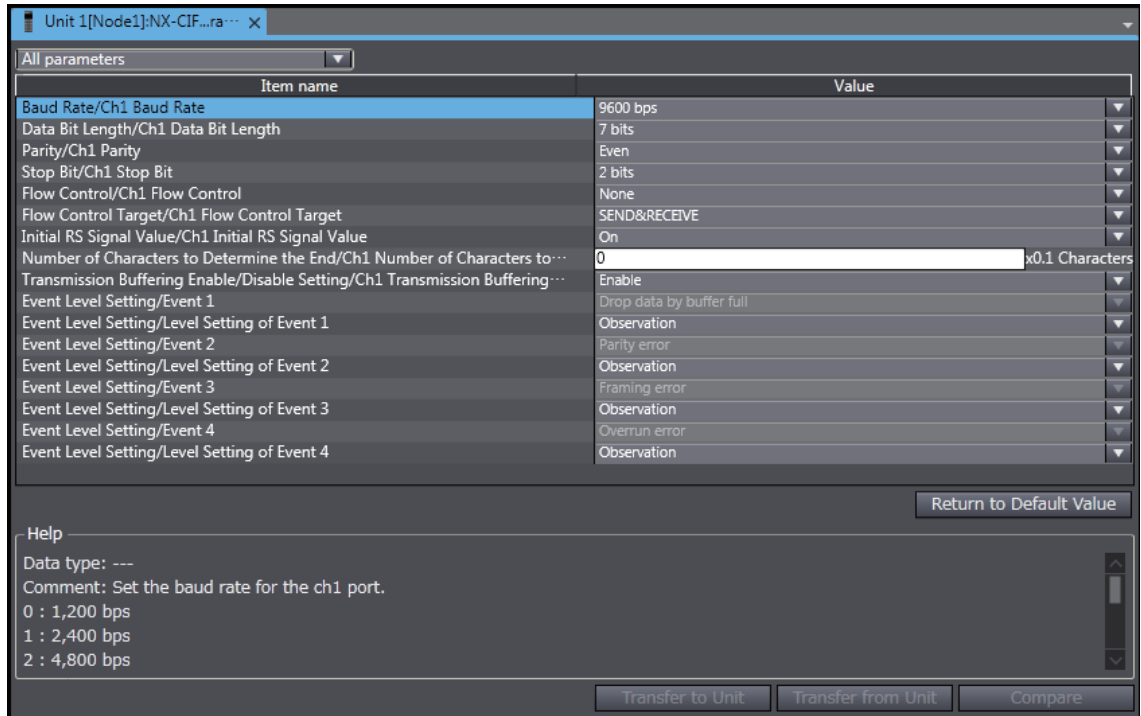 Unit 1[Node1]:NX-CIF...ra···
All parameters
Item name Value
Baud Rate/Ch1 Baud Rate 9600 bps
Data Bit Length/Ch1 Data Bit Length 7 bits
Parity/Ch1 Parity Even
Stop Bit/Ch1 Stop Bit 2 bits
Flow Control/Ch1 Flow Control None
Flow Control Target/Ch1 Flow Control Target SEND&RECEIVE
Initial RS Signal Value/Ch1 Initial RS Signal Value On
Number of Characters to Determine the End/Ch1 Number of Characters to··· 0 x0.1 Characters
Transmission Buffering Enable/Disable Setting/Ch1 Transmission Buffering··· Enable
Event Level Setting/Event 1 Drop data by buffer full
Event Level Setting/Level Setting of Event 1 Observation
Event Level Setting/Event 2 Parity error
Event Level Setting/Level Setting of Event 2 Observation
Event Level Setting/Event 3 Framing error
Event Level Setting/Level Setting of Event 3 Observation
Event Level Setting/Event 4 Overrun error
Event Level Setting/Level Setting of Event 4 Observation
Return to Default Value
Help
Data type: ---
Comment: Set the baud rate for the ch1 port.
0 : 1,200 bps
1 : 2,400 bps
2 : 4,800 bps
Transfer to Unit Transfer from Unit Compare